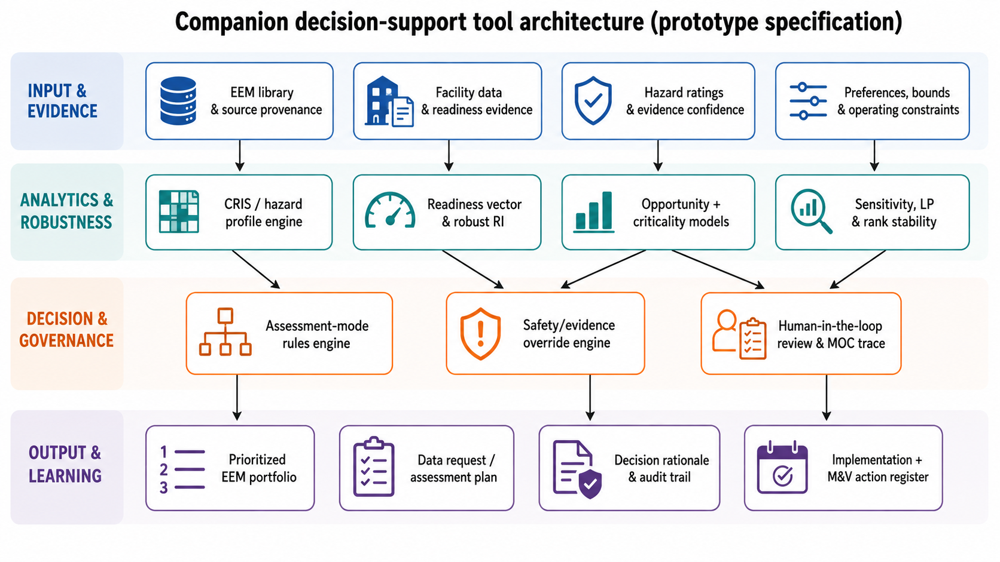 Companion decision-support tool architecture (prototype specification)
INPUT &
EVIDENCE
EEM library
& source provenance
Facility data
& readiness evidence
Hazard ratings
& evidence confidence
Preferences, bounds
& operating constraints
ANALYTICS &
ROBUSTNESS
CRIS / hazard
profile engine
Readiness vector
& robust RI
Opportunity +
criticality models
Sensitivity, LP
& rank stability
DECISION &
GOVERNANCE
Assessment-mode
rules engine
Safety/evidence
override engine
Human-in-the-loop
review & MOC trace
OUTPUT &
LEARNING
1
2
3
Prioritized
EEM portfolio
Data request /
assessment plan
Decision rationale
& audit trail
Implementation +
M&V action register